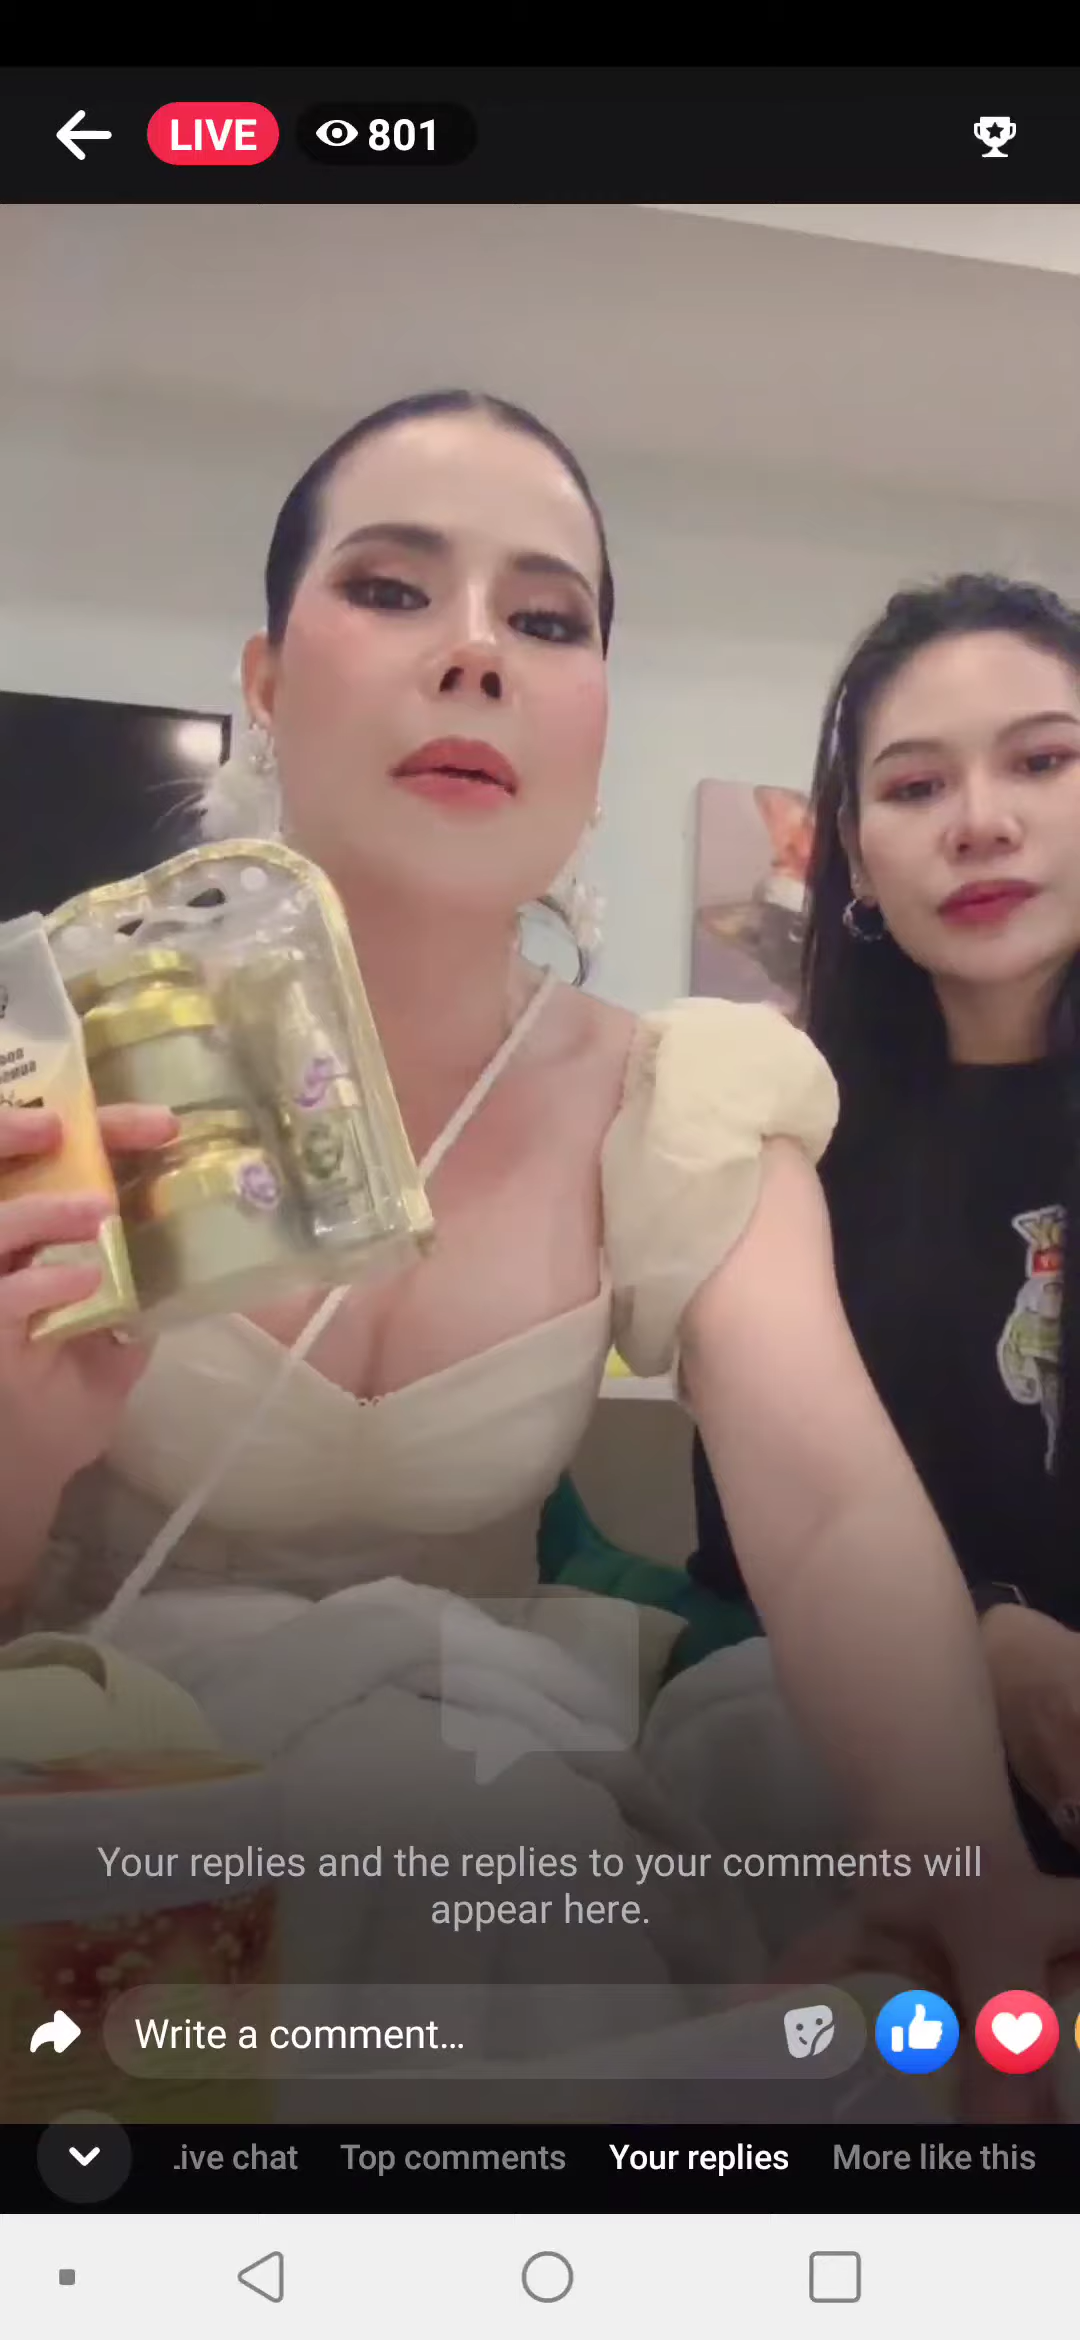 LIVE
801
Your replies and the replies to your comments will
appear here.
Write a comment...
ive chat
Top comments
Your replies
More like this